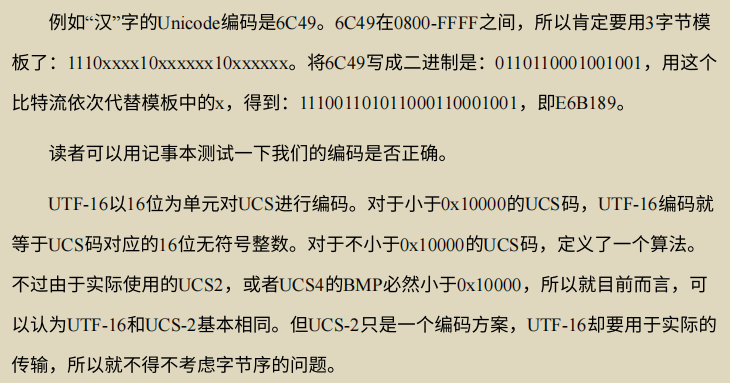 例如“汉”字的Unicode编码是6C49。6C49在0800-FFFF之间，所以肯定要用3字节模
板了：1110xxxx10xxxxxx10xxxxxx。将6C49写成二进制是：0110110001001001，用这个
比特流依次代替模板中的x，得到：111001101011000110001001，即E6B189。
读者可以用记事本测试一下我们的编码是否正确。
UTF-16以16位为单元对UCS进行编码。对于小于0x10000的UCS码，UTF-16编码就
等于UCS码对应的16位无符号整数。对于不小于0x10000的UCS码，定义了一个算法。
不过由于实际使用的UCS2，或者UCS4的BMP必然小于0x10000，所以就目前而言，可
以认为UTF-16和UCS-2基本相同。但UCS-2只是一个编码方案，UTF-16却要用于实际的
传输，所以就不得不考虑字节序的问题。